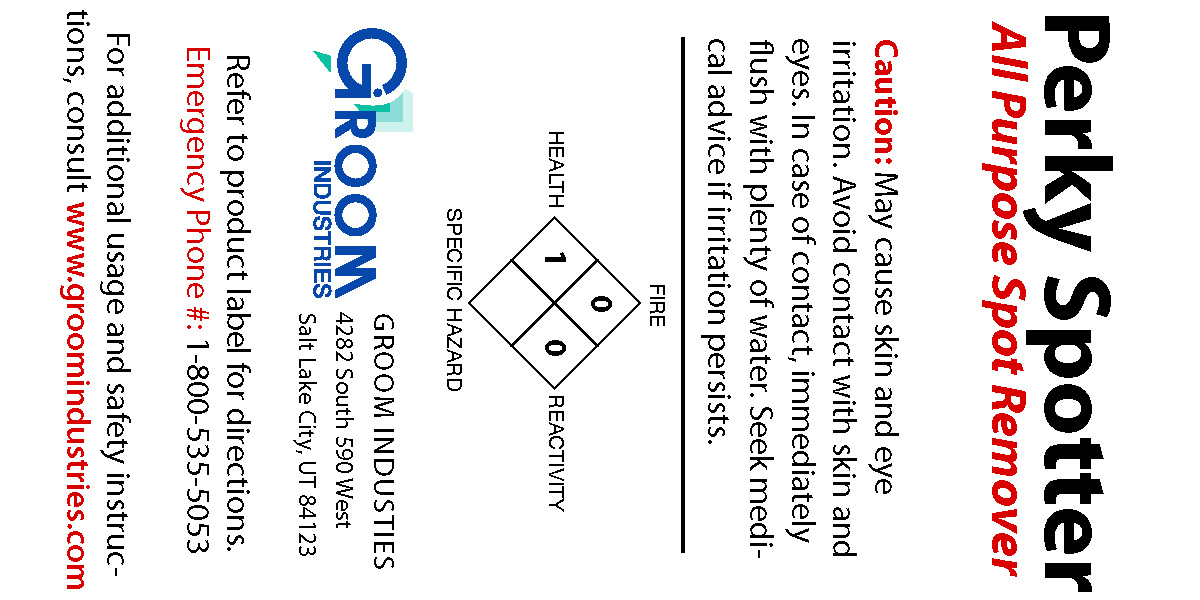 Perky Spotter
All Purpose Spot Remover
Caution: May cause skin and eye
irritation. Avoid contact with skin and
eyes. In case of contact, immediately
flush with plenty of water. Seek medi-
cal advice if irritation persists.
FIRE
HEALTH
0
1
0
REACTIVITY
SPECIFIC HAZARD
GROOM
INDUSTRIES
GROOM INDUSTIES
4282 South 590 West
Salt Lake City, UT 84123
Refer to product label for directions.
Emergency Phone #: 1-800-535-5053
For additional usage and safety instruc-
tions, consult www.groomindustries.com